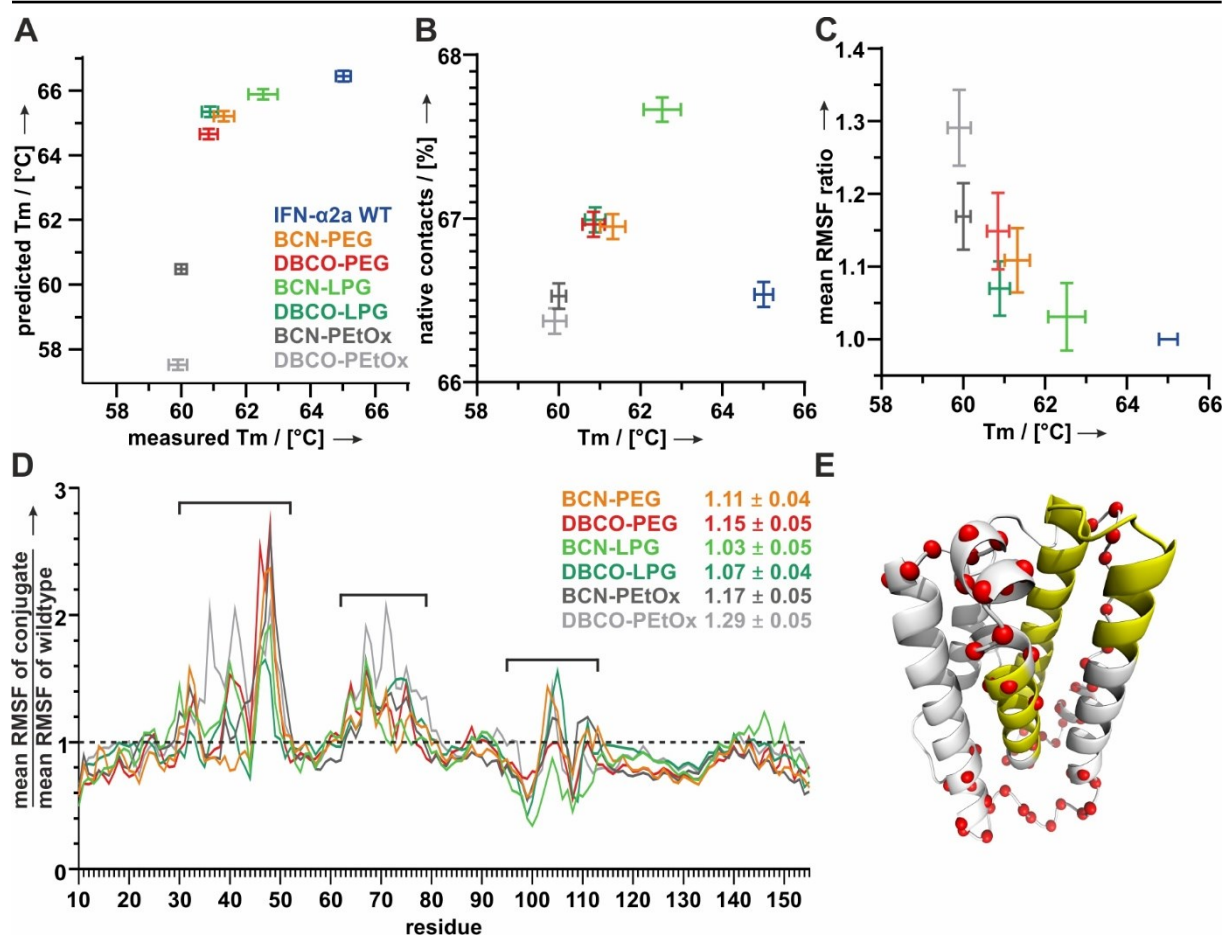 A
predicted Tm / [°C]
66
64
62
60
58
58
60
62
64
66
measured Tm / [°C]
IFN-α2a WT
BCN-PEG
DBCO-PEG
BCN-LPG
DBCO-LPG
BCN-PEtOx
DBCO-PEtOx
B
native contacts / [%]
68
67
66
58
60
62
64
66
Tm / [°C]
C
mean RMSF ratio
1.4
1.3
1.2
1.10
1.0
58
60
62
64
66
Tm / [°C]
D
mean RMSF of conjugate
mean RMSF of wildtype
3
2
1
0
10
20
30
40
50
60
70
80
90
100
110
120
130
140
150
residue
BCN-PEG 1.11 ± 0.04
DBCO-PEG 1.15 ± 0.05
BCN-LPG 1.03 ± 0.05
DBCO-LPG 1.07 ± 0.04
BCN-PEtOx 1.17 ± 0.05
DBCO-PEtOx 1.29 ± 0.05
E